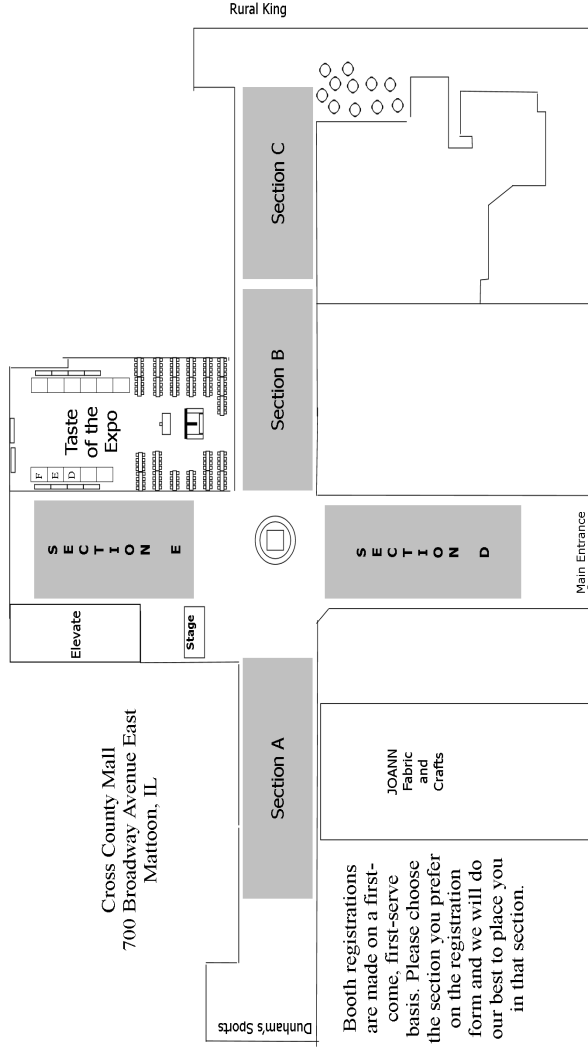 Rural King
Section C
Section B
Taste
of the
Expo
F
E
D
SECTION E
SECTION D
Main Entrance
Elevate
Stage
Section A
JOANN
Fabric
and
Crafts
Cross County Mall
700 Broadway Avenue East
Mattoon, IL
Dunham's Sports
Booth registrations
are made on a first-
come, first-serve
basis. Please choose
the section you prefer
on the registration
form and we will do
our best to place you
in that section.